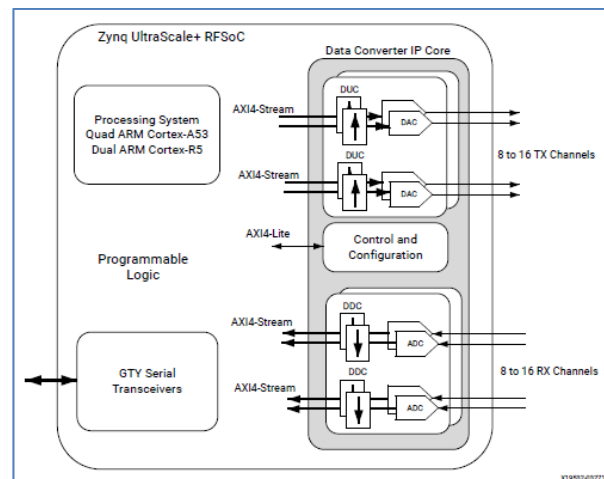 Zynq UltraScale+ RFSoC
Data Converter IP Core
Processing System
Quad ARM Cortex-A53
Dual ARM Cortex-R5
AXI4-Stream
DUC
DAC
8 to 16 TX Channels
AXI4-Stream
DUC
DAC
AXI4-Lite
Control and
Configuration
Programmable
Logic
AXI4-Stream
DDC
ADC
GTY Serial
Transceivers
8 to 16 RX Channels
AXI4-Stream
DDC
ADC